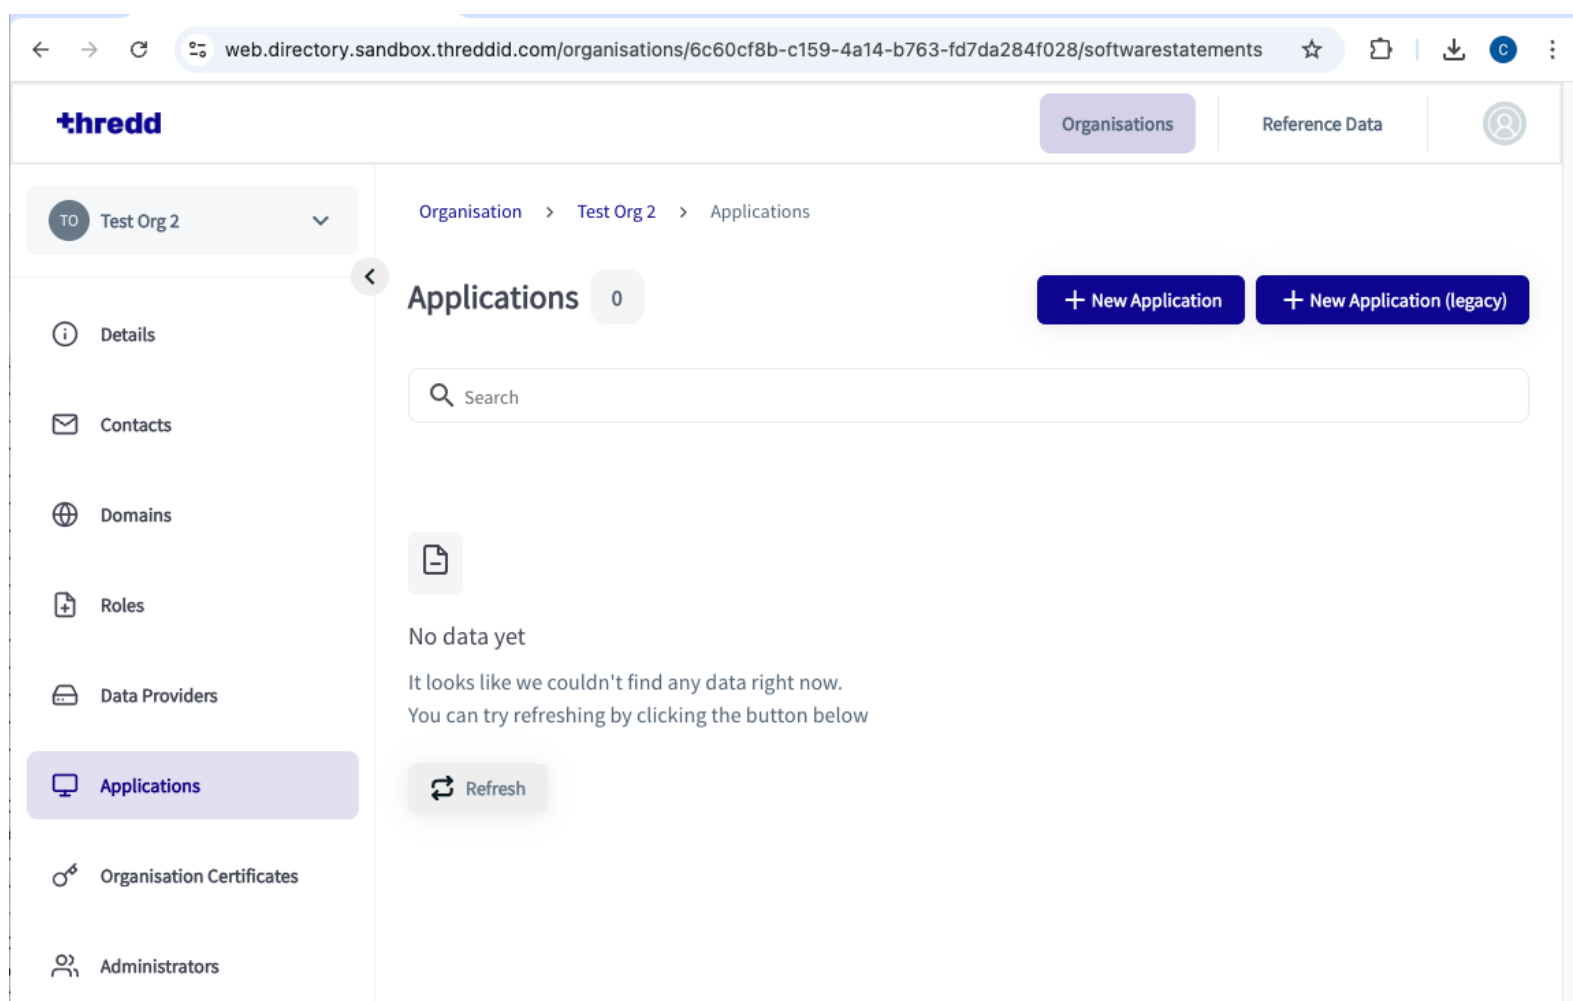 web.directory.sandbox.threddid.com/organisations/6c60cf8b-c159-4a14-b763-fd7da284f028/softwarestatements
C
thredd
Organisations
Reference Data
TO Test Org 2
Organisation > Test Org 2 > Applications
Applications 0
+ New Application
+ New Application (legacy)
Search
Details
Contacts
Domains
Roles
Data Providers
Applications
Organisation Certificates
Administrators
No data yet
It looks like we couldn't find any data right now.
You can try refreshing by clicking the button below
Refresh